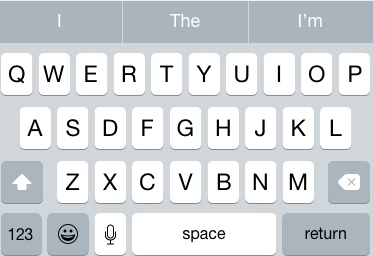 I The I'm
Q W E R T Y U I O P
A S D F G H J K L
Z X C V B N M
123 space return